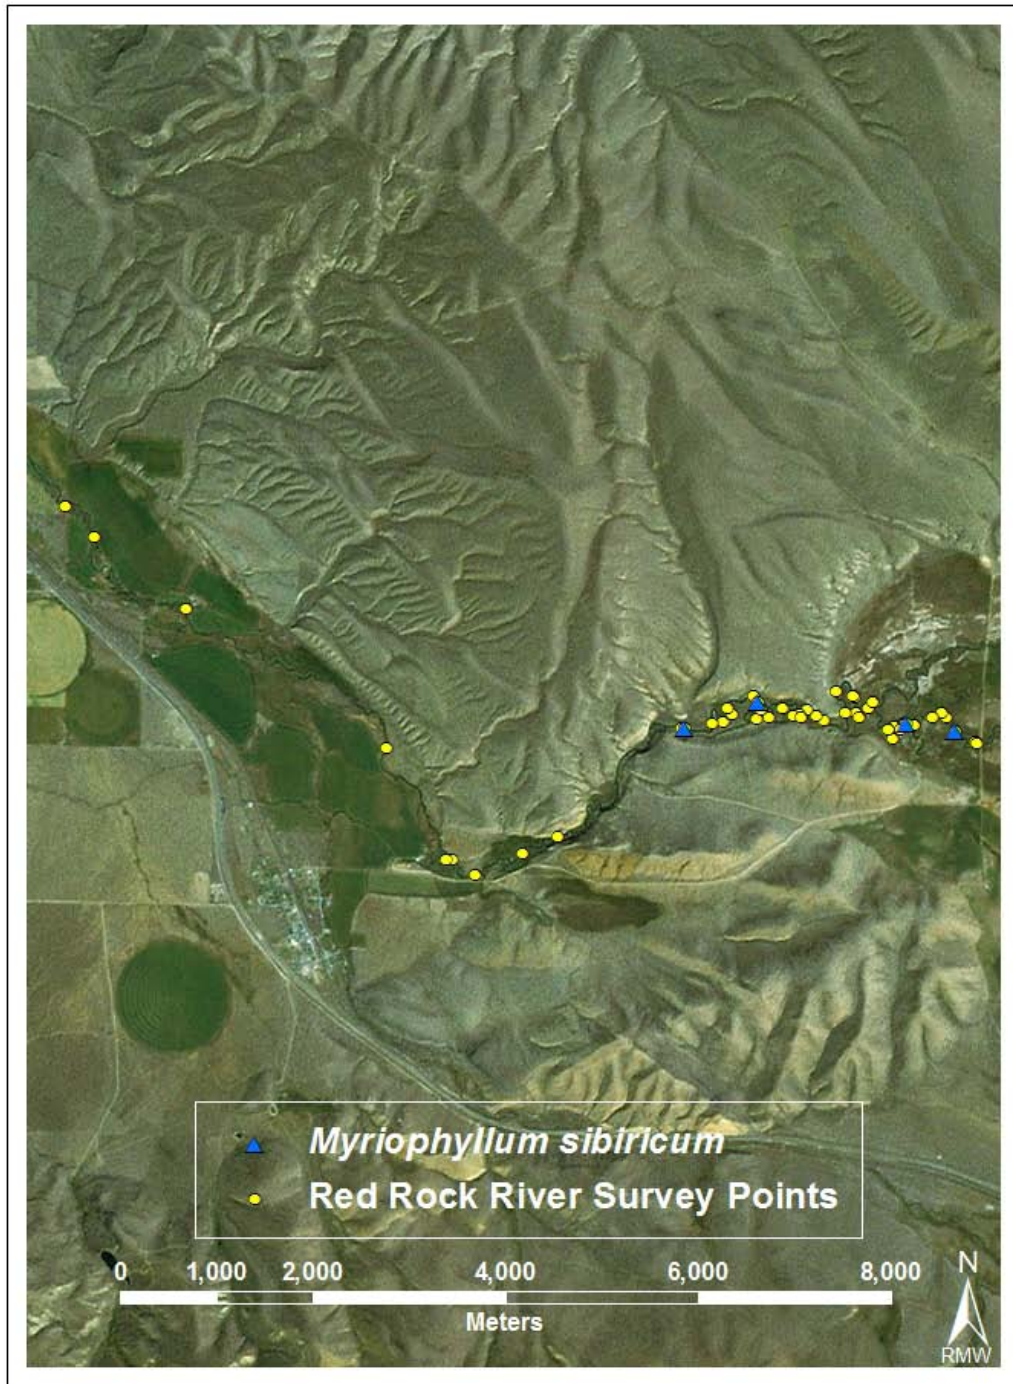 Myriophyllum sibiricum
Red Rock River Survey Points
0 1,000 2,000 4,000 6,000 8,000
Meters
N
RMW